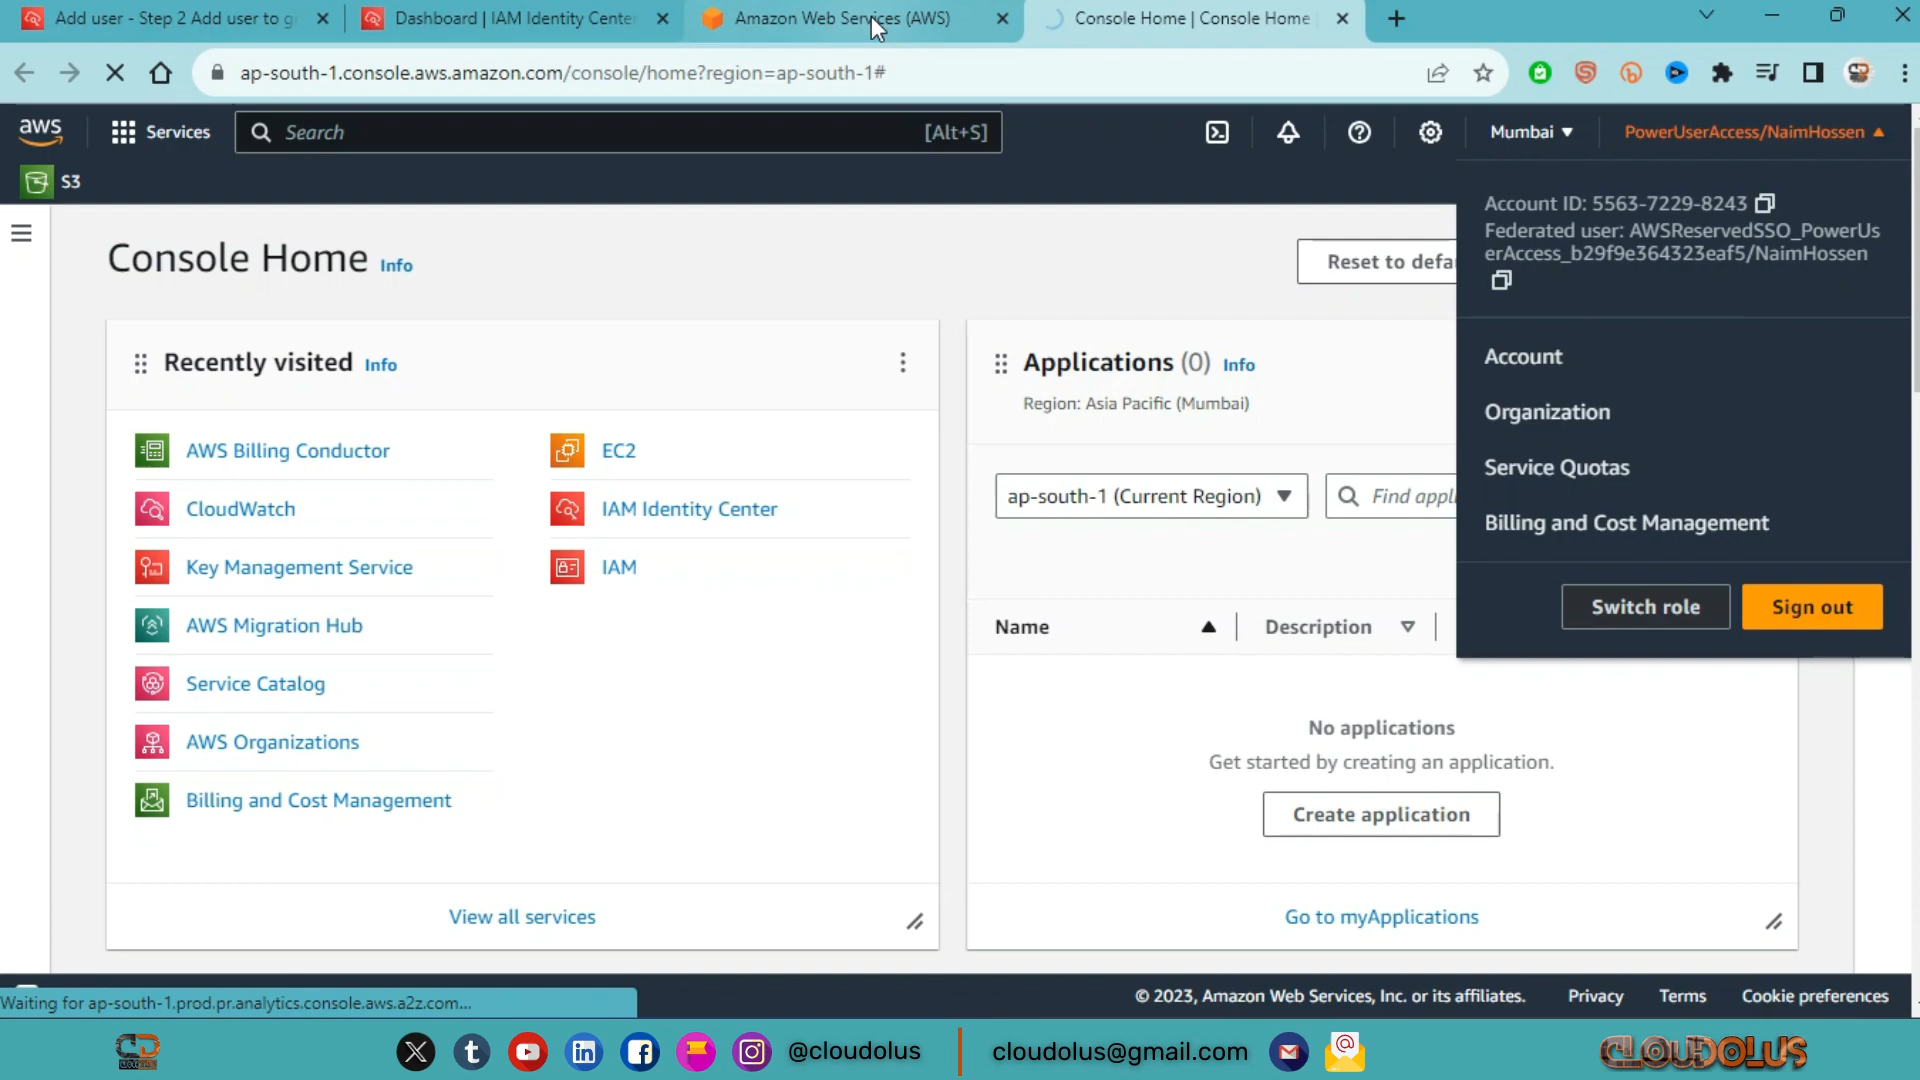 Add user - Step 2 Add user to g
Dashboard | IAM Identity Center
Amazon Web Services (AWS)
Console Home | Console Home
ap-south-1.console.aws.amazon.com/console/home?region=ap-south-1#
aws
Services
Search
[Alt+S]
Mumbai
PowerUserAccess/NaimHossen
S3
Account ID: 5563-7229-8243
Federated user: AWSReservedSSO_PowerUs
erAccess_b29f9e364323eaf5/NaimHossen
Account
Organization
Service Quotas
Billing and Cost Management
Switch role
Sign out
Console Home
Info
Reset to defa
Recently visited
Info
AWS Billing Conductor
CloudWatch
Key Management Service
AWS Migration Hub
Service Catalog
AWS Organizations
Billing and Cost Management
EC2
IAM Identity Center
IAM
View all services
Applications (0)
Info
Region: Asia Pacific (Mumbai)
ap-south-1 (Current Region)
Find appl
Name
Description
No applications
Get started by creating an application.
Create application
Go to myApplications
Waiting for ap-south-1.prod.pr.analytics.console.aws.a2z.com...
© 2023, Amazon Web Services, Inc. or its affiliates.
Privacy
Terms
Cookie preferences
@cloudolus
cloudolus@gmail.com
CLOUDOLUS